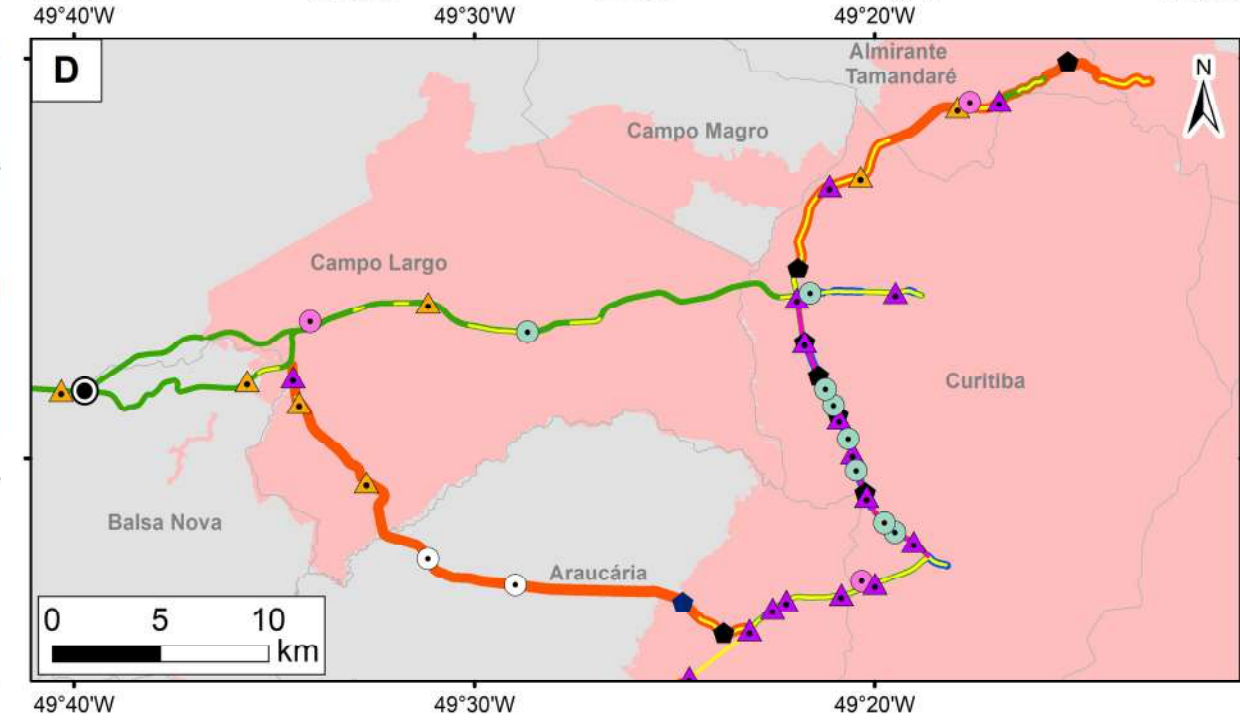 49°40'W 49°30'W 49°20'W
D
Almirante
Tamandaré
N
Campo Magro
Campo Largo
Curitiba
Balsa Nova
Araucária
0 5 10
km
49°40'W 49°30'W 49°20'W